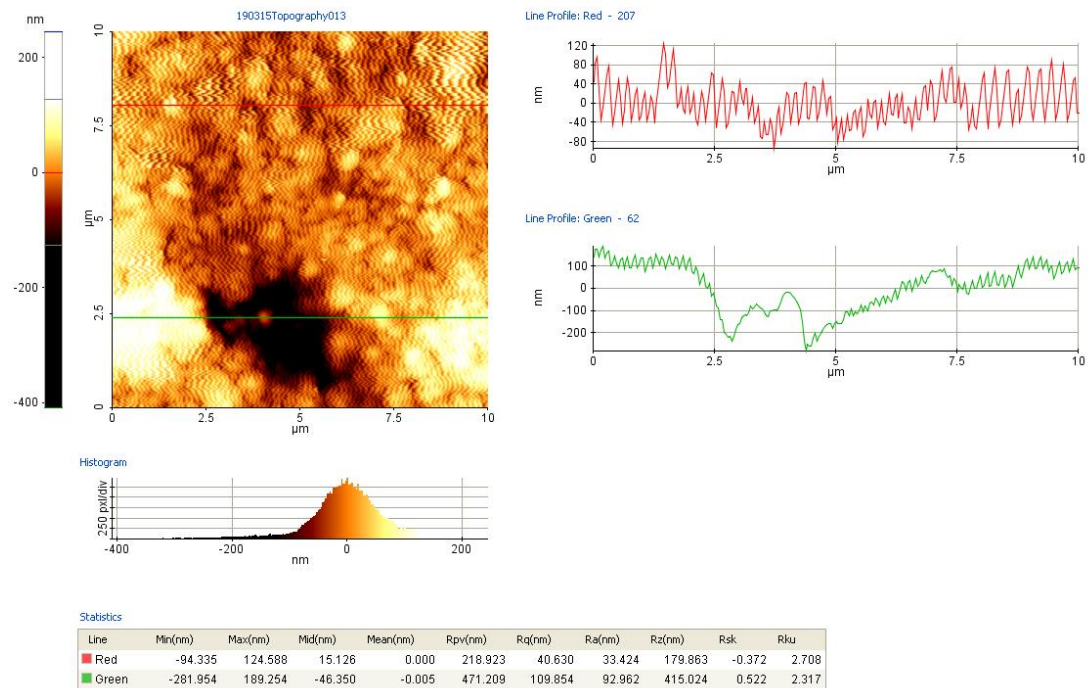 nm
190315Topography013
200
0
-200
-400
10
7.5
5
µm
2.5
0
0
2.5
5
7.5
10
µm
Line Profile: Red - 207
120
80
40
0
-40
-80
nm
0
2.5
5
7.5
10
µm
Line Profile: Green - 62
100
0
-100
-200
nm
0
2.5
5
7.5
10
µm
Histogram
250 pxl/div
-400
-200
0
200
nm
Statistics
Line Min(nm) Max(nm) Mid(nm) Mean(nm) Rpv(nm) Rq(nm) Ra(nm) Rz(nm) Rsk Rku
Red -94.335 124.588 15.126 0.000 218.923 40.630 33.424 179.863 -0.372 2.708
Green -281.954 189.254 -46.350 -0.005 471.209 109.854 92.962 415.024 0.522 2.317